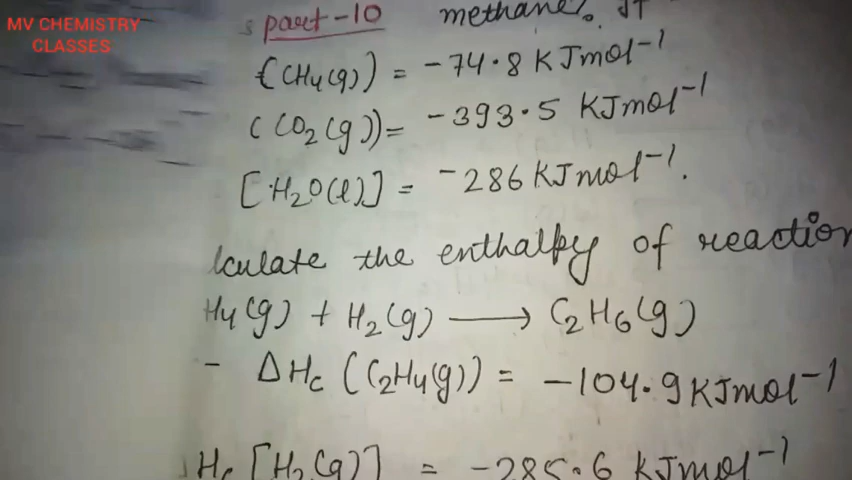 MV CHEMISTRY
CLASSES
part-10 methane. If
(CH4(g)) = -74.8 KJmol-1
(CO2(g)) = -393.5 KJmol-1
[H2O(l)] = -286 KJmol-1.
lculate the enthalpy of reaction
H4(g) + H2(g) ⟶ C2H6(g)
- ΔHc (C2H4(g)) = -104.9 KJmol-1
Hc [H2(g)] = -285.6 KJmol-1